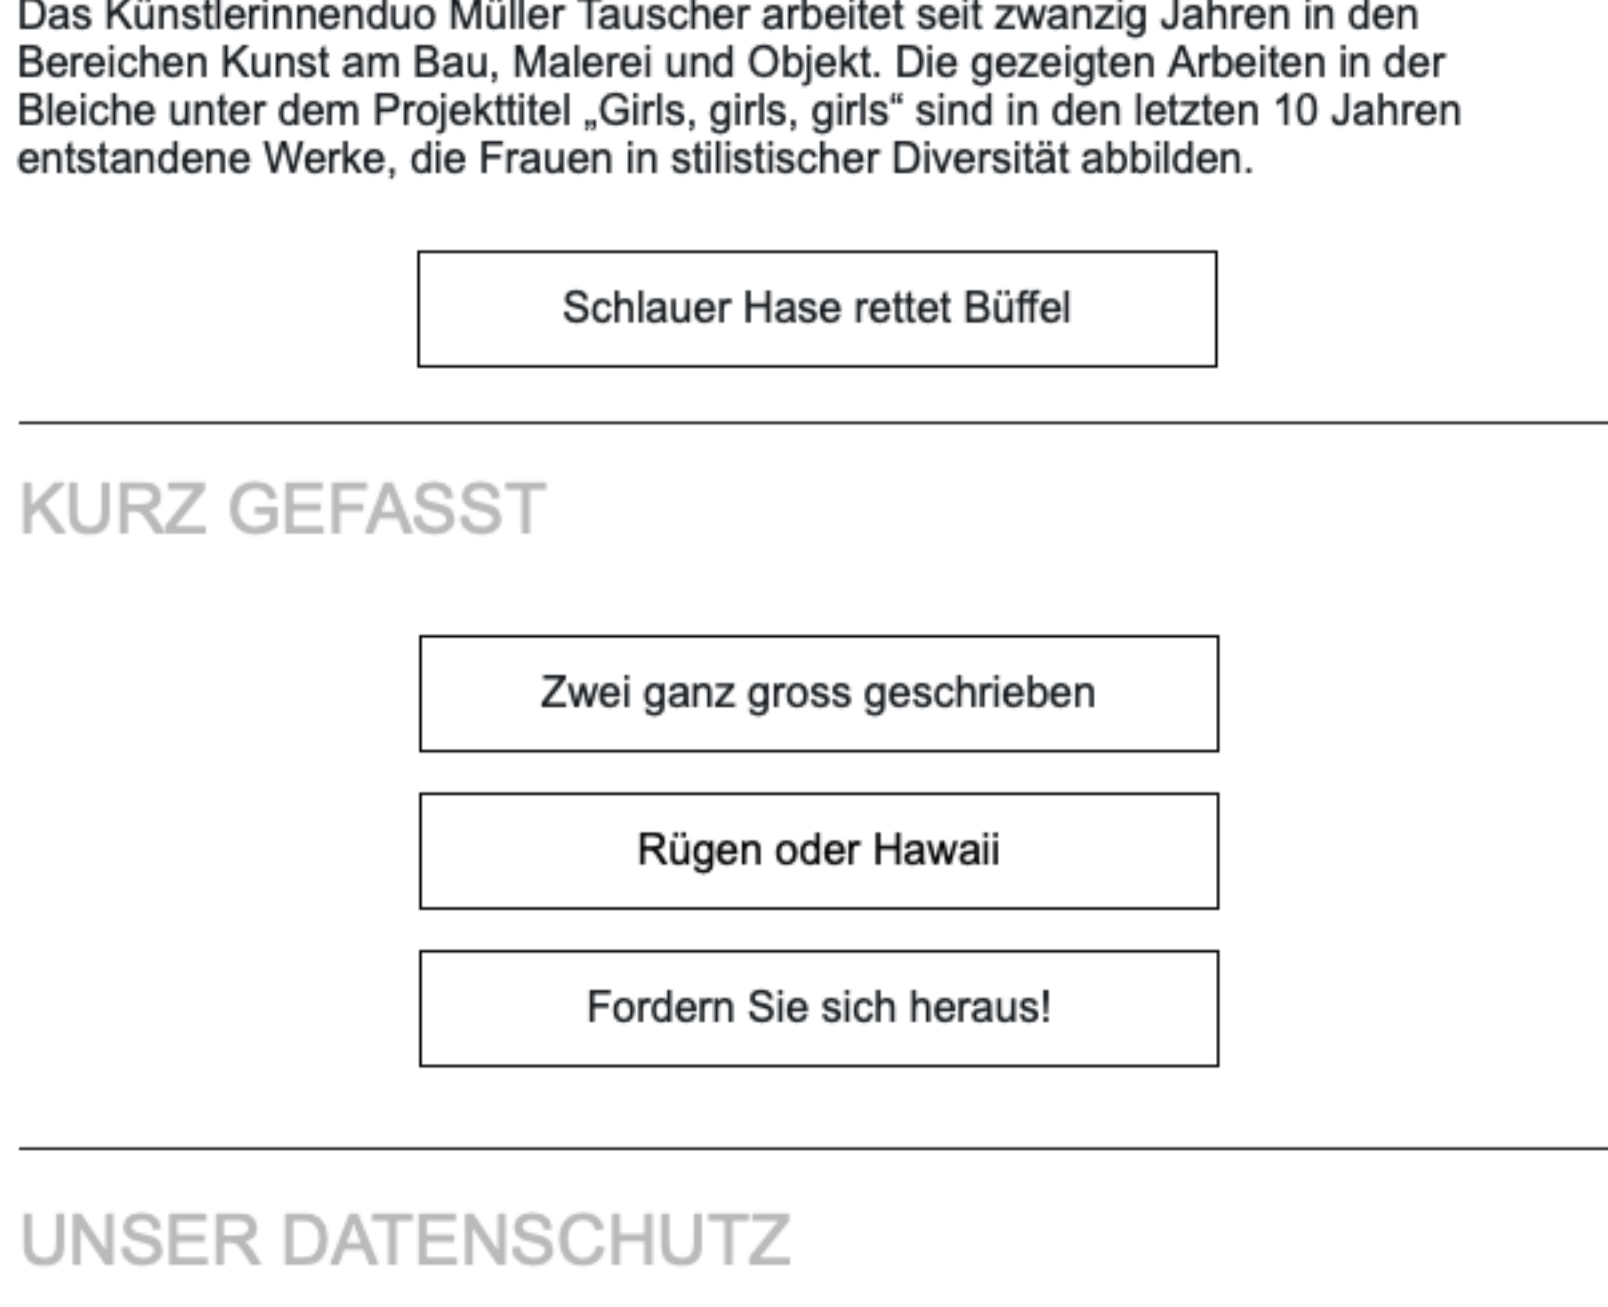 Das Künstlerinnenduo Müller Tauscher arbeitet seit zwanzig Jahren in den
Bereichen Kunst am Bau, Malerei und Objekt. Die gezeigten Arbeiten in der
Bleiche unter dem Projekttitel „Girls, girls, girls“ sind in den letzten 10 Jahren
entstandene Werke, die Frauen in stilistischer Diversität abbilden.
Schlauer Hase rettet Büffel
KURZ GEFASST
Zwei ganz gross geschrieben
Rügen oder Hawaii
Fordern Sie sich heraus!
UNSER DATENSCHUTZ